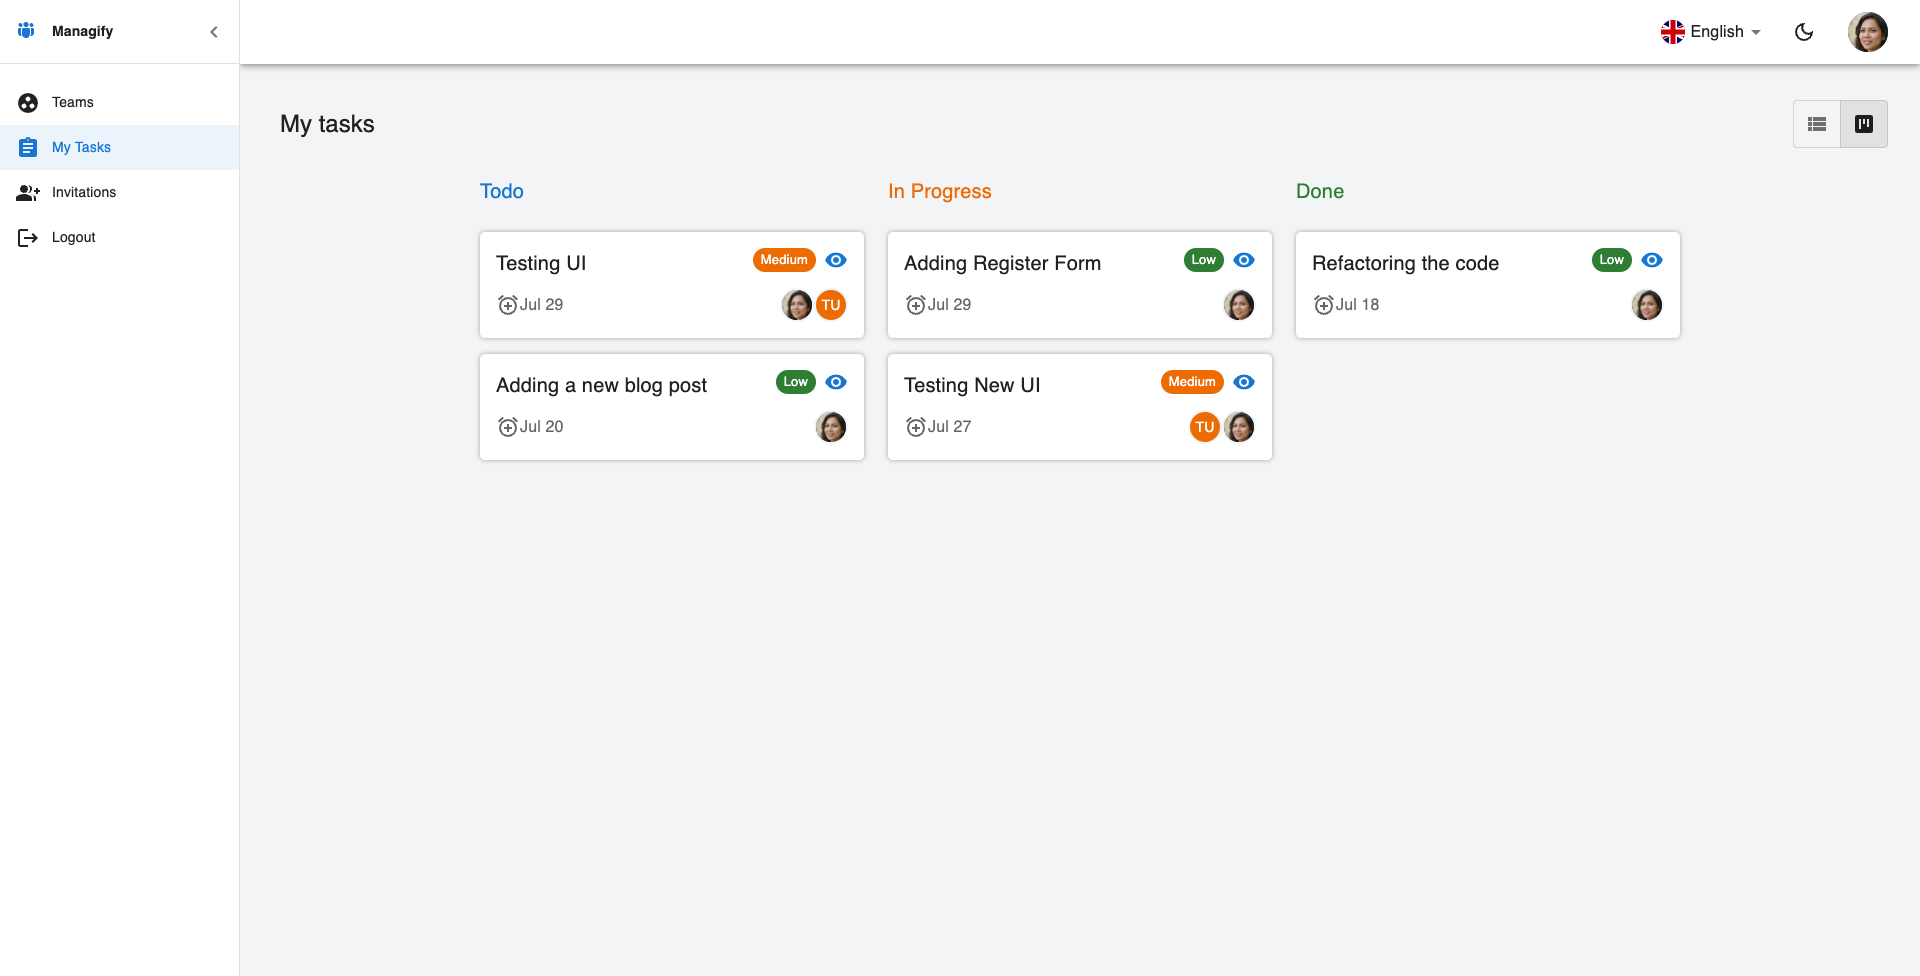 Managify
English
Teams
My Tasks
Invitations
Logout
My tasks
Todo
Testing UI
Medium
Jul 29
TU
Adding a new blog post
Low
Jul 20
In Progress
Adding Register Form
Low
Jul 29
Testing New UI
Medium
Jul 27
TU
Done
Refactoring the code
Low
Jul 18